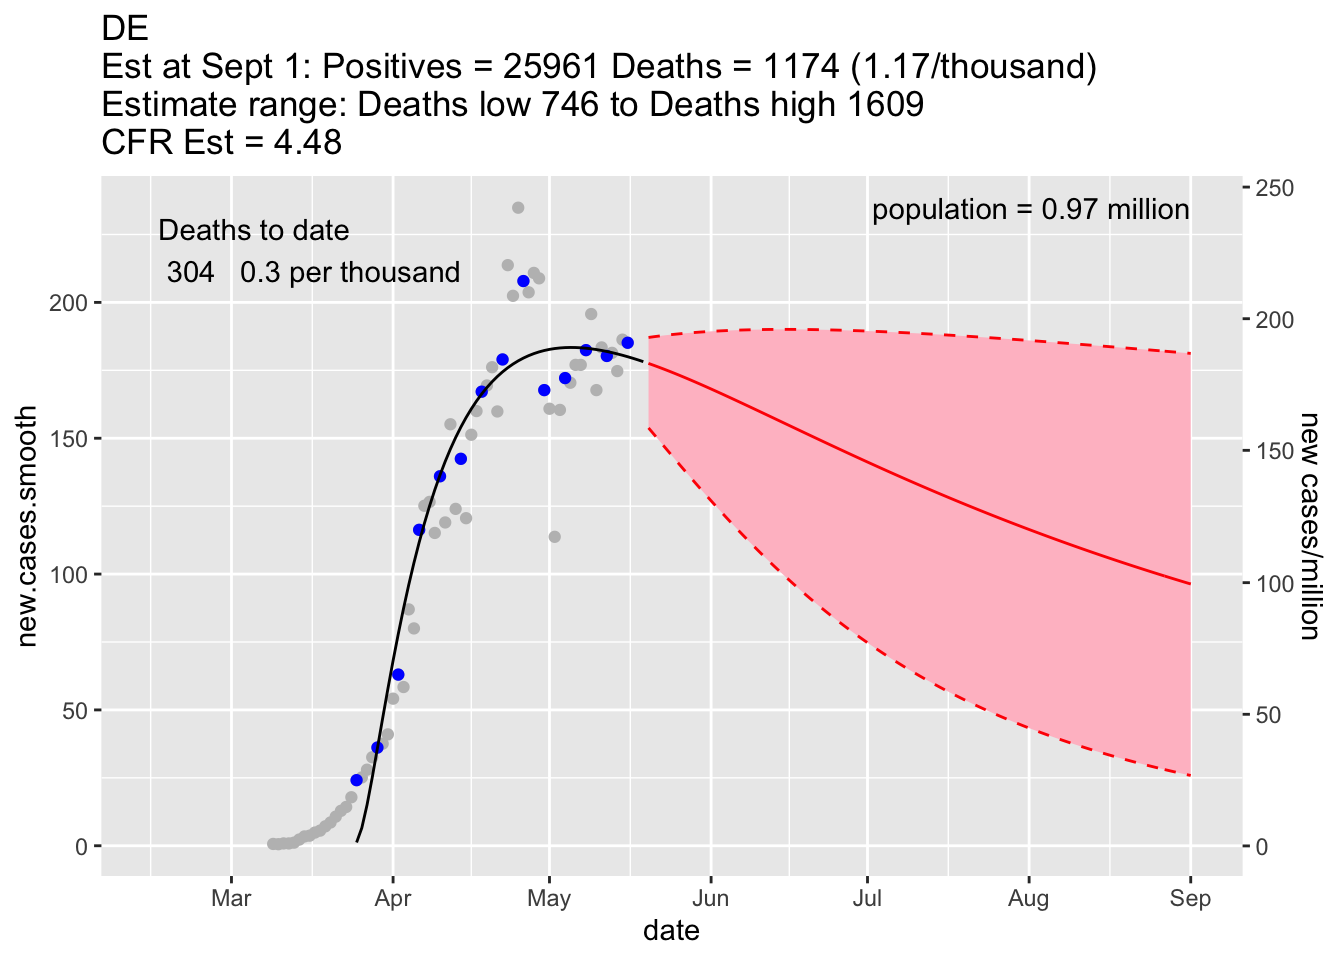 DE
Est at Sept 1: Positives = 25961 Deaths = 1174 (1.17/thousand)
Estimate range: Deaths low 746 to Deaths high 1609
CFR Est = 4.48
Deaths to date
304 0.3 per thousand
population = 0.97 million
new.cases.smooth
200
150
100
50
0
250
200
150
100
50
0
new cases/million
Mar Apr May Jun Jul Aug Sep
date